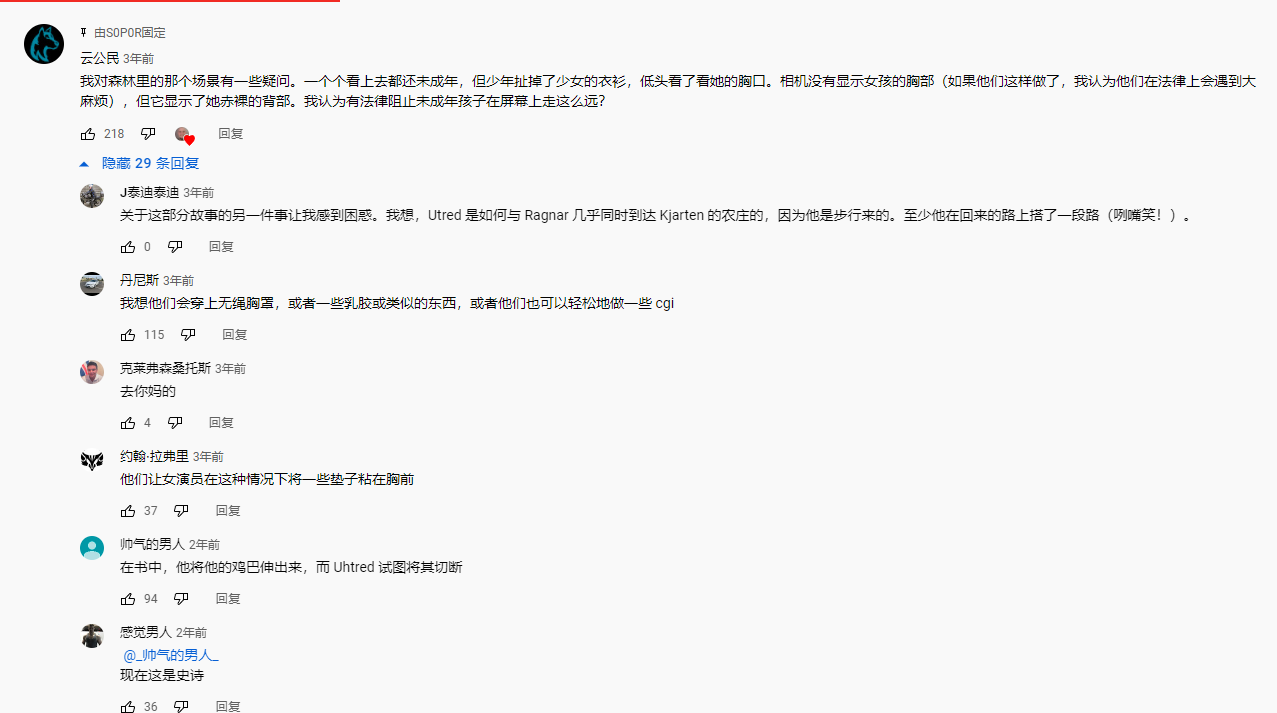 由S0P0R固定
云公民 3年前
我对森林里的那个场景有一些疑问。一个个看上去都还未成年，但少年扯掉了少女的衣衫，低头看了看她的胸口。相机没有显示女孩的胸部（如果他们这样做了，我认为他们在法律上会遇到大
麻烦），但它显示了她赤裸的背部。我认为有法律阻止未成年孩子在屏幕上走这么远？
218 回复
隐藏 29 条回复
J泰迪泰迪 3年前
关于这部分故事的另一件事让我感到困惑。我想，Utred 是如何与 Ragnar 几乎同时到达 Kjarten 的农庄的，因为他是步行来的。至少他在回来的路上搭了一段路（咧嘴笑！）。
0 回复
丹尼斯 3年前
我想他们会穿上无绳胸罩，或者一些乳胶或类似的东西，或者他们也可以轻松地做一些 cgi
115 回复
克莱弗森桑托斯 3年前
去你妈的
4 回复
约翰·拉弗里 3年前
他们让女演员在这种情况下将一些垫子粘在胸前
37 回复
帅气的男人 2年前
在书中，他将他的鸡巴伸出来，而 Uhtred 试图将其切断
94 回复
感觉男人 2年前
@_帅气的男人_
现在这是史诗
36 回复